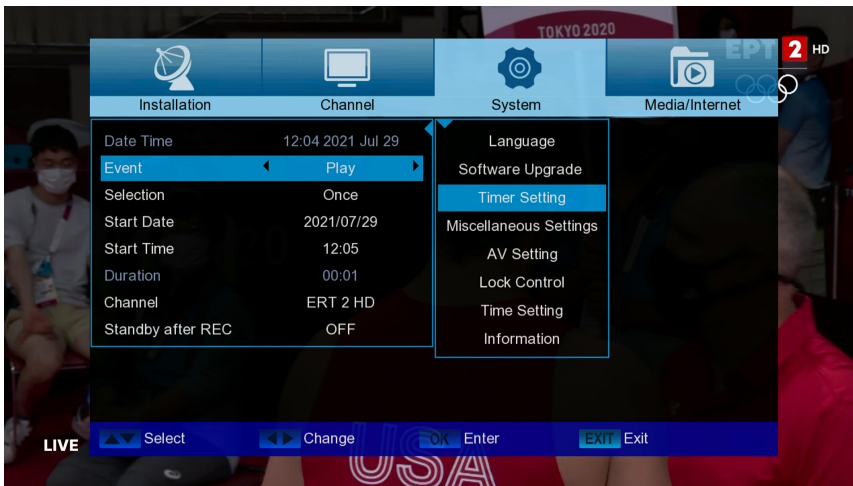 TOKYO 2020
ΕΡΤ 2 HD
Installation Channel System Media/Internet
Date Time 12:04 2021 Jul 29
Event Play
Selection Once
Start Date 2021/07/29
Start Time 12:05
Duration 00:01
Channel ERT 2 HD
Standby after REC OFF
Language
Software Upgrade
Timer Setting
Miscellaneous Settings
AV Setting
Lock Control
Time Setting
Information
LIVE
Select Change OK Enter EXIT Exit
USA